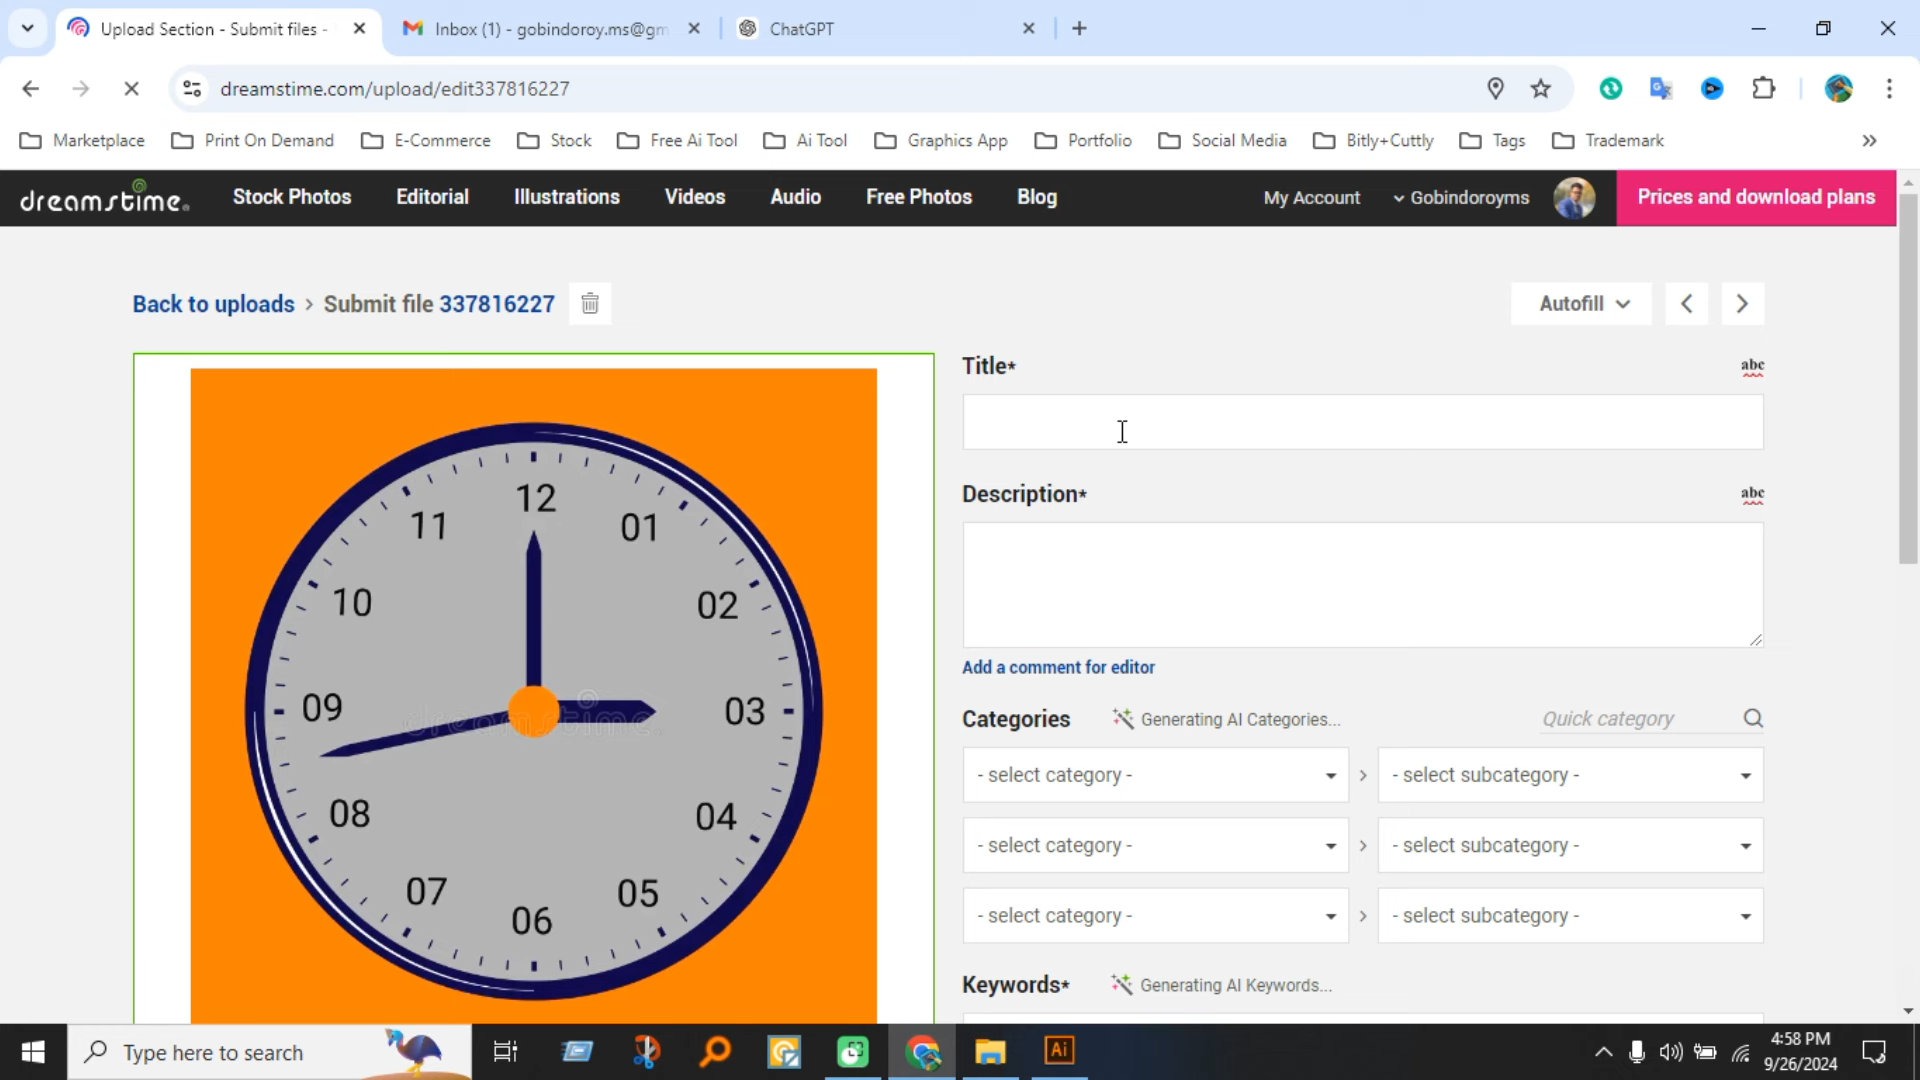 Upload Section - Submit files -
Inbox (1) - gobindoroy.ms@gm
ChatGPT
dreamstime.com/upload/edit337816227
Marketplace
Print On Demand
E-Commerce
Stock
Free Ai Tool
Ai Tool
Graphics App
Portfolio
Social Media
Bitly+Cuttly
Tags
Trademark
dreamstime.
Stock Photos
Editorial
Illustrations
Videos
Audio
Free Photos
Blog
My Account
Gobindoroyms
Prices and download plans
Back to uploads > Submit file 337816227
Autofill
Title*
abc
Description*
abc
Add a comment for editor
Categories
Generating AI Categories...
Quick category
- select category -
- select subcategory -
- select category -
- select subcategory -
- select category -
- select subcategory -
Keywords*
Generating AI Keywords...
12
11
01
10
02
09
03
dreamstime.
08
04
07
05
06
Type here to search
Ai
4:58 PM
9/26/2024